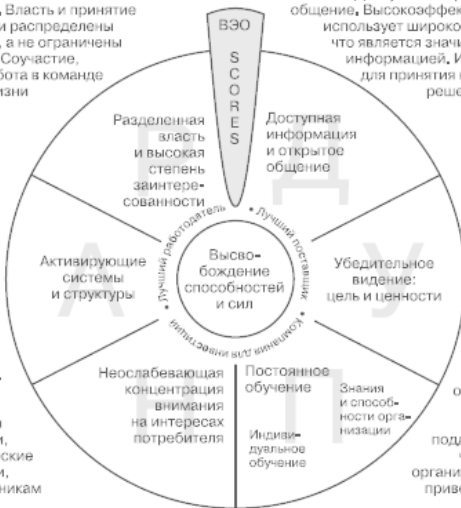 . Власть и принятие
и распределены
, а не ограничены
Соучастие,
бота в команде
изни
общение. Высокоэффек
использует широко
что является значи
информацией. И
для принятия
реше
ВЭО
S
C
O
R
E
S
Разделенная
власть
и высокая
степень
заинтере-
сованности
Доступная
информация
и открытое
общение
Р
Д
А
У
Н
П
Активирующие
системы
и структуры
• Лучший работодатель • Лучший поставщик • Компания для инвестиций
Высво-
бождение
способностей
и сил
Убедительное
видение:
цель и ценности
Неослабевающая
концентрация
внимания
на интересах
потребителя
Постоянное
обучение
Индиви-
дуальное
обучение
Знания
и способ-
ности орга-
низации
и,
ские
и,
никам
о
подд
ч
органи
приве